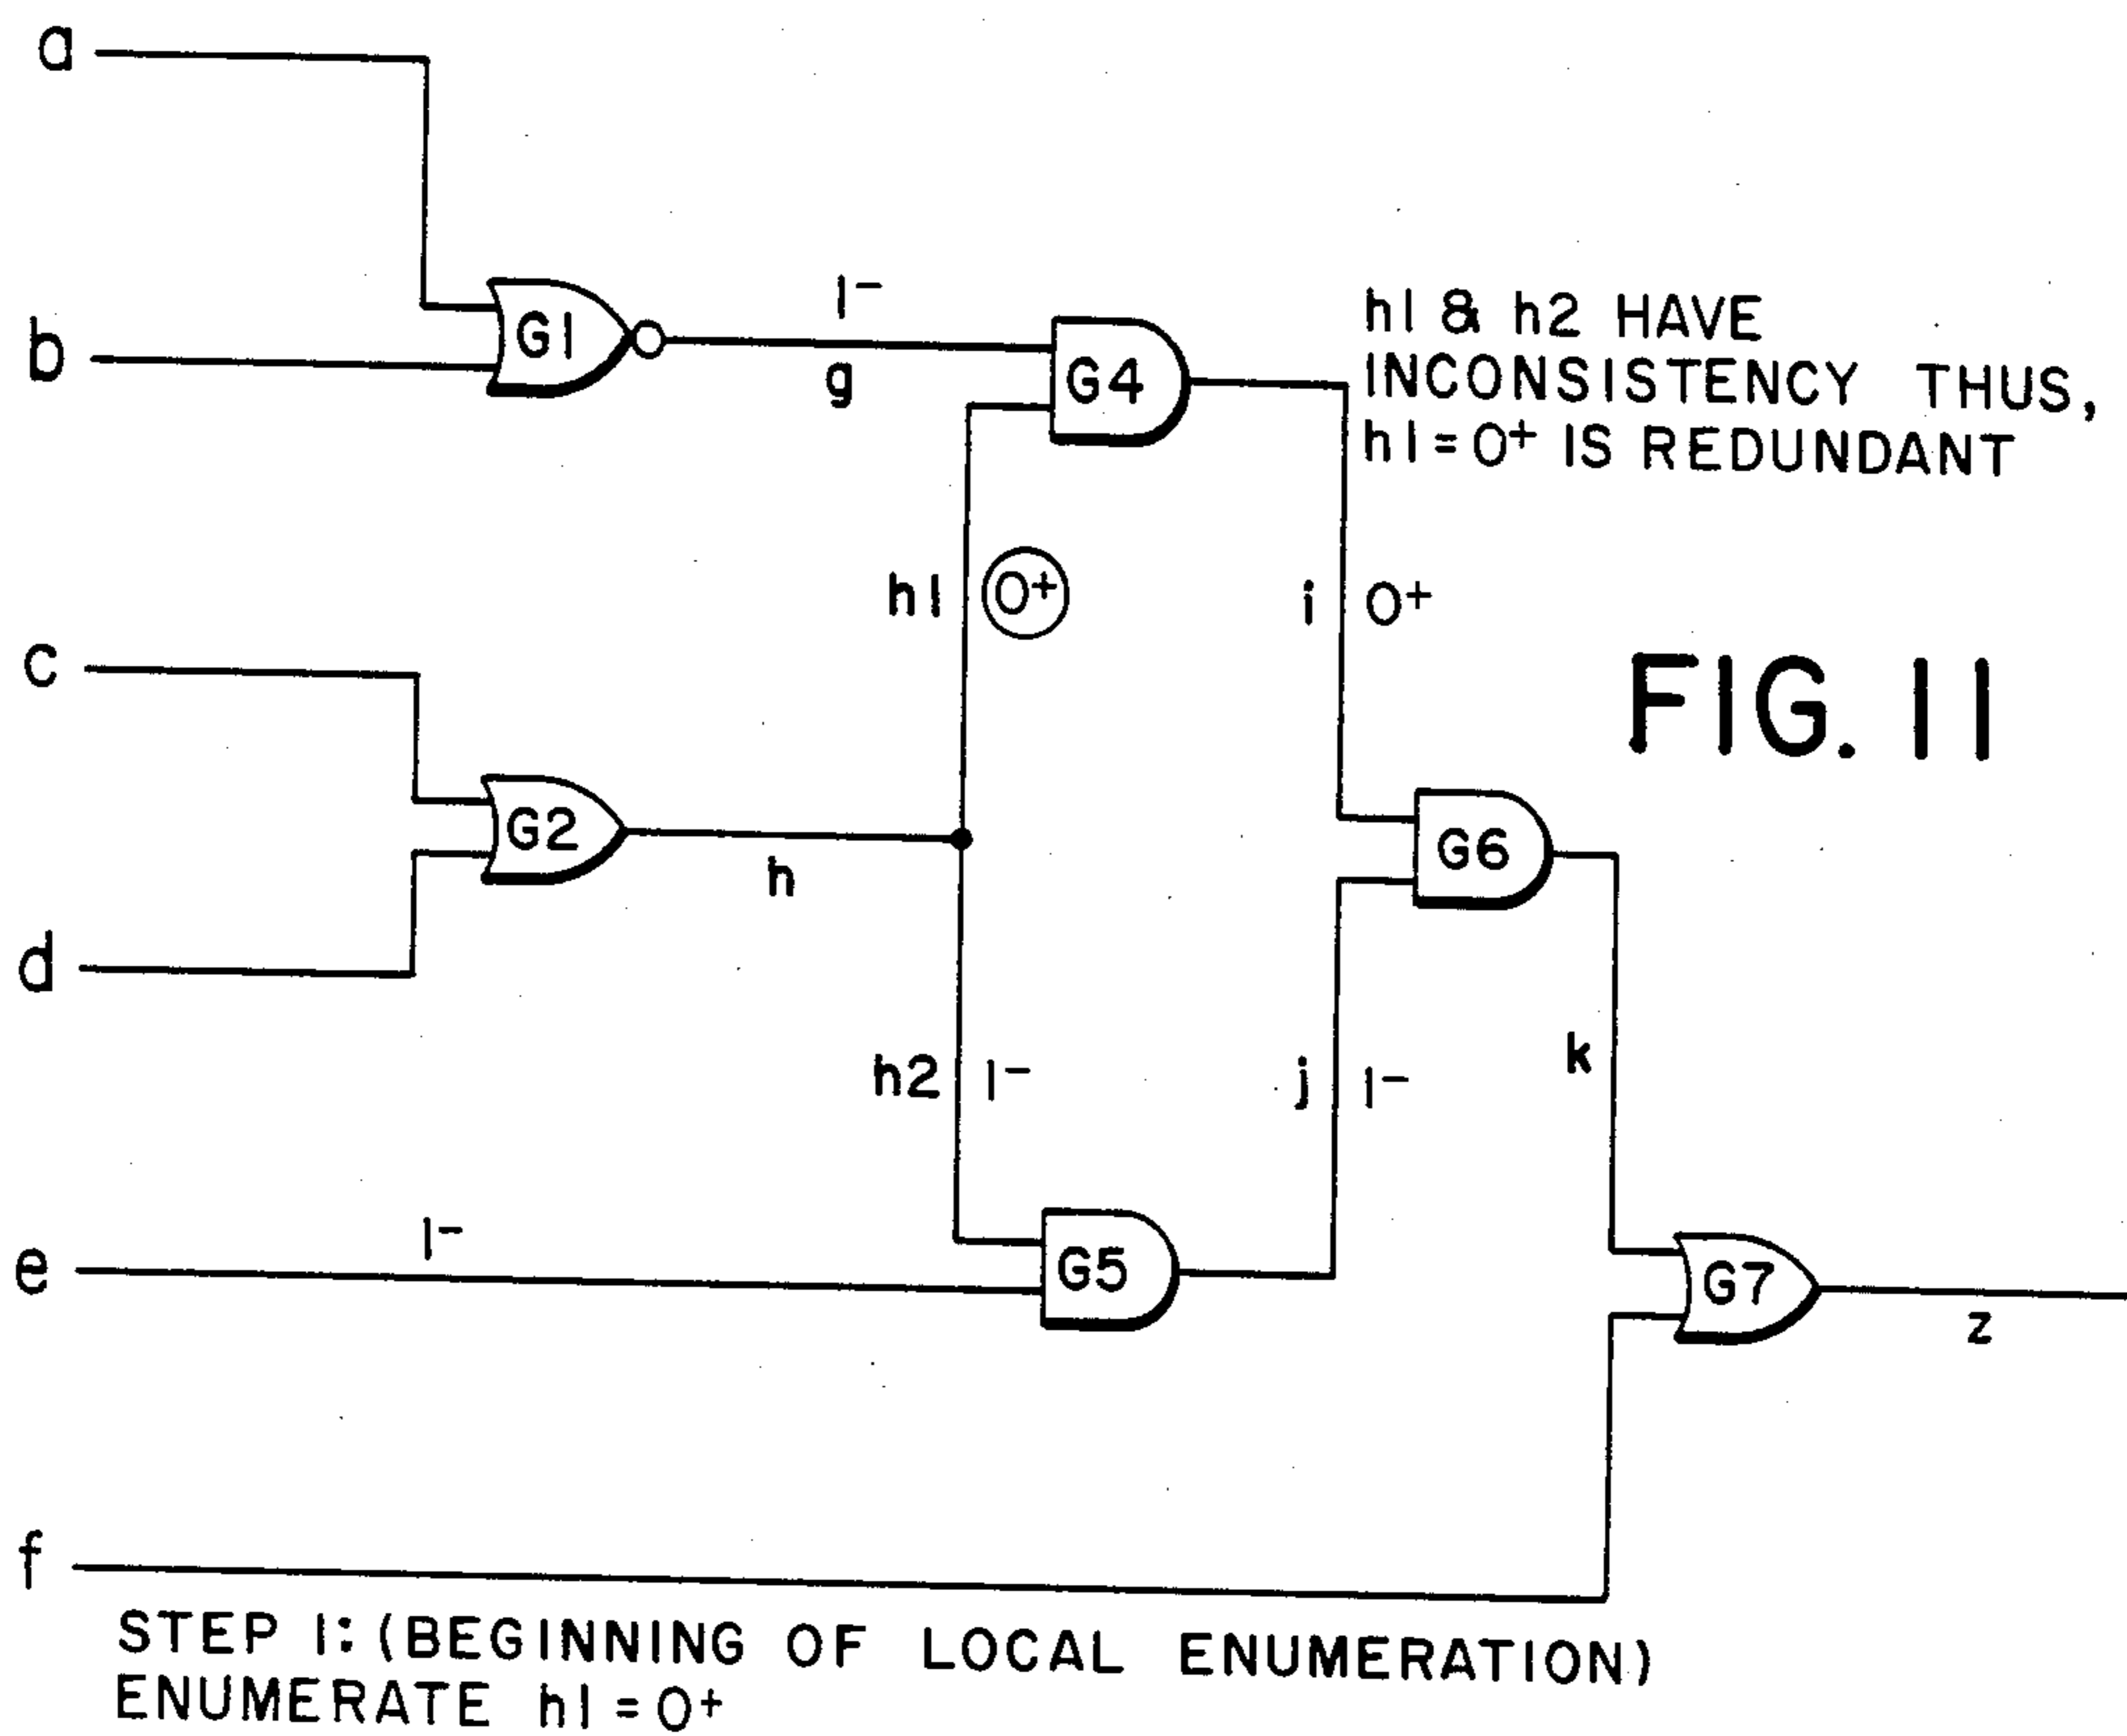 a
b
G1
1-
g
G4
h1 & h2 HAVE
INCONSISTENCY THUS,
h1=0+ IS REDUNDANT
h1 0+
i 0+
FIG. 11
c
d
G2
h
G6
h2 1-
j 1-
k
e
1-
G5
G7
z
f
STEP 1: (BEGINNING OF LOCAL ENUMERATION)
ENUMERATE h1 = 0+